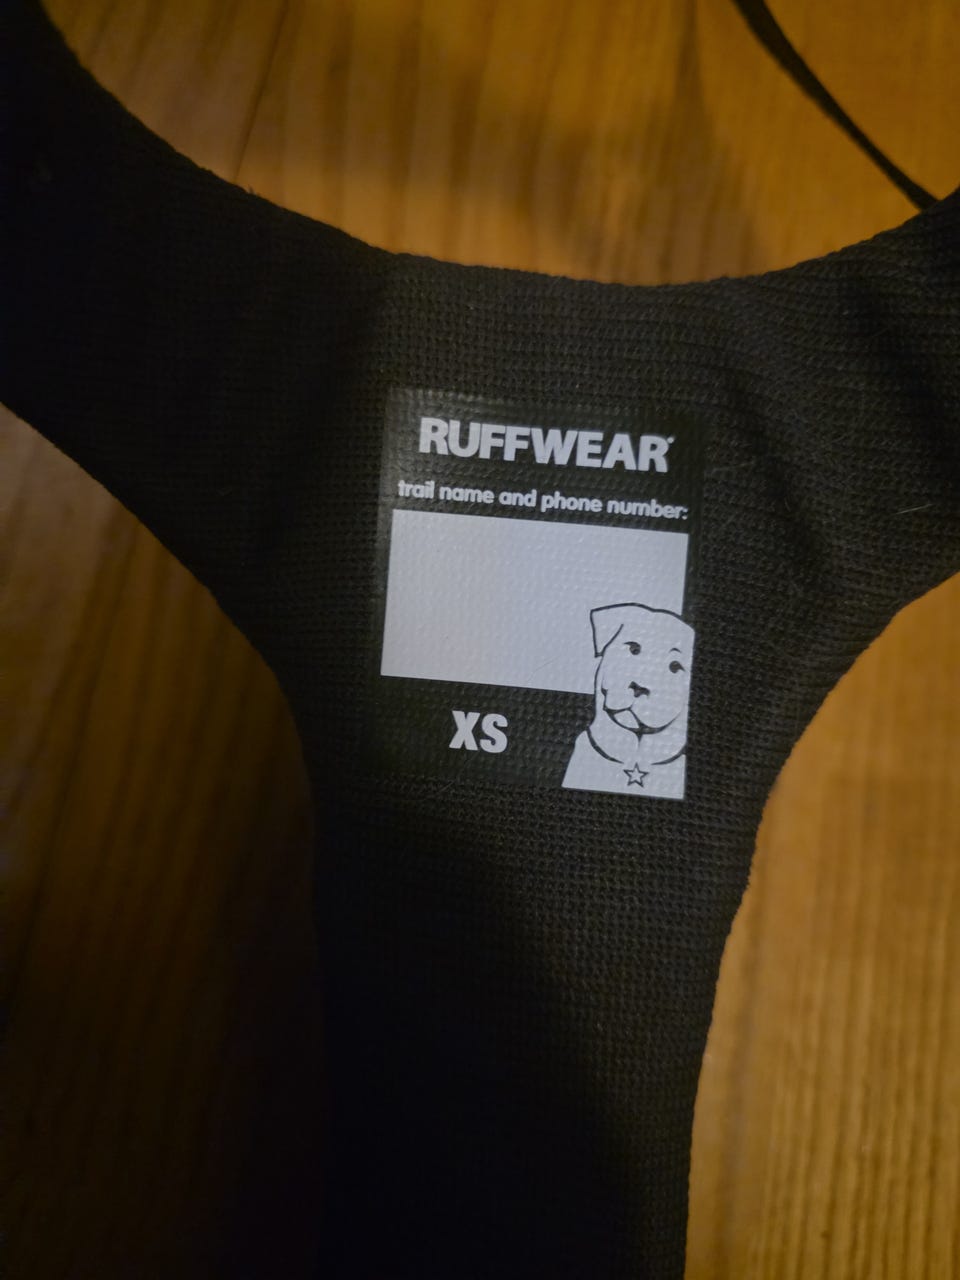 RUFFWEAR
trail name and phone number:
XS